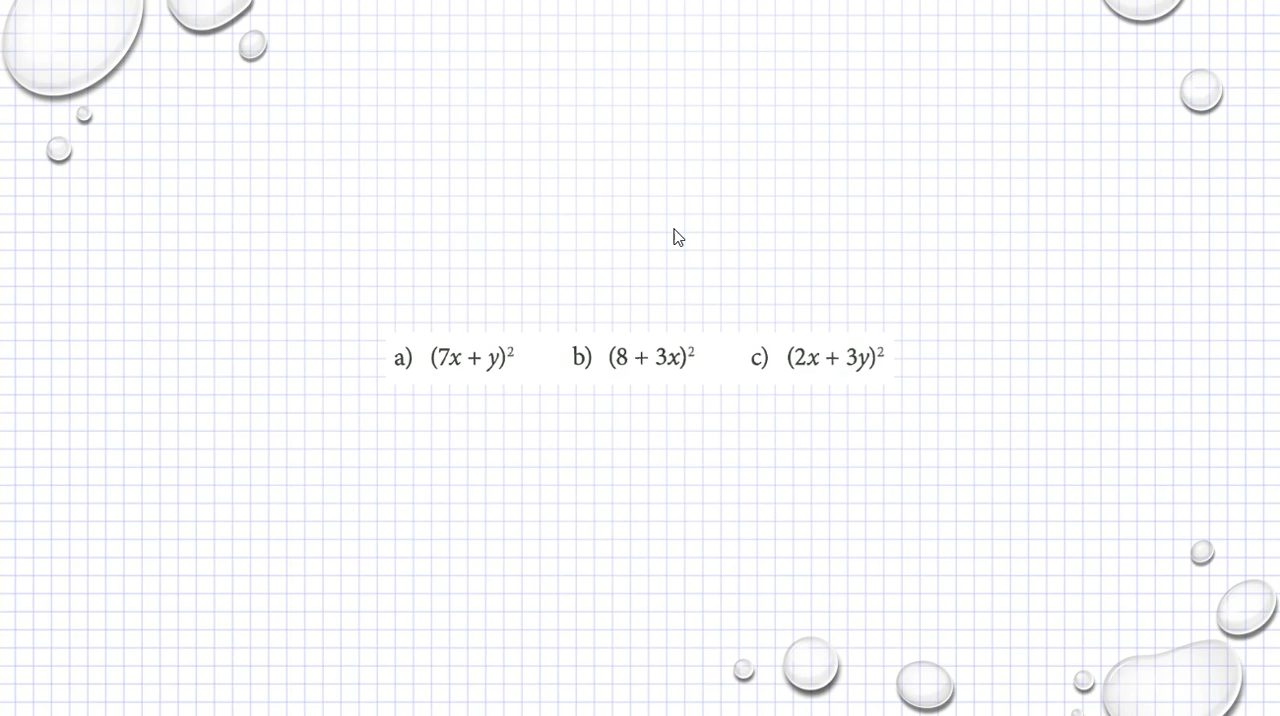 a) (7x + y)² b) (8 + 3x)² c) (2x + 3y)²